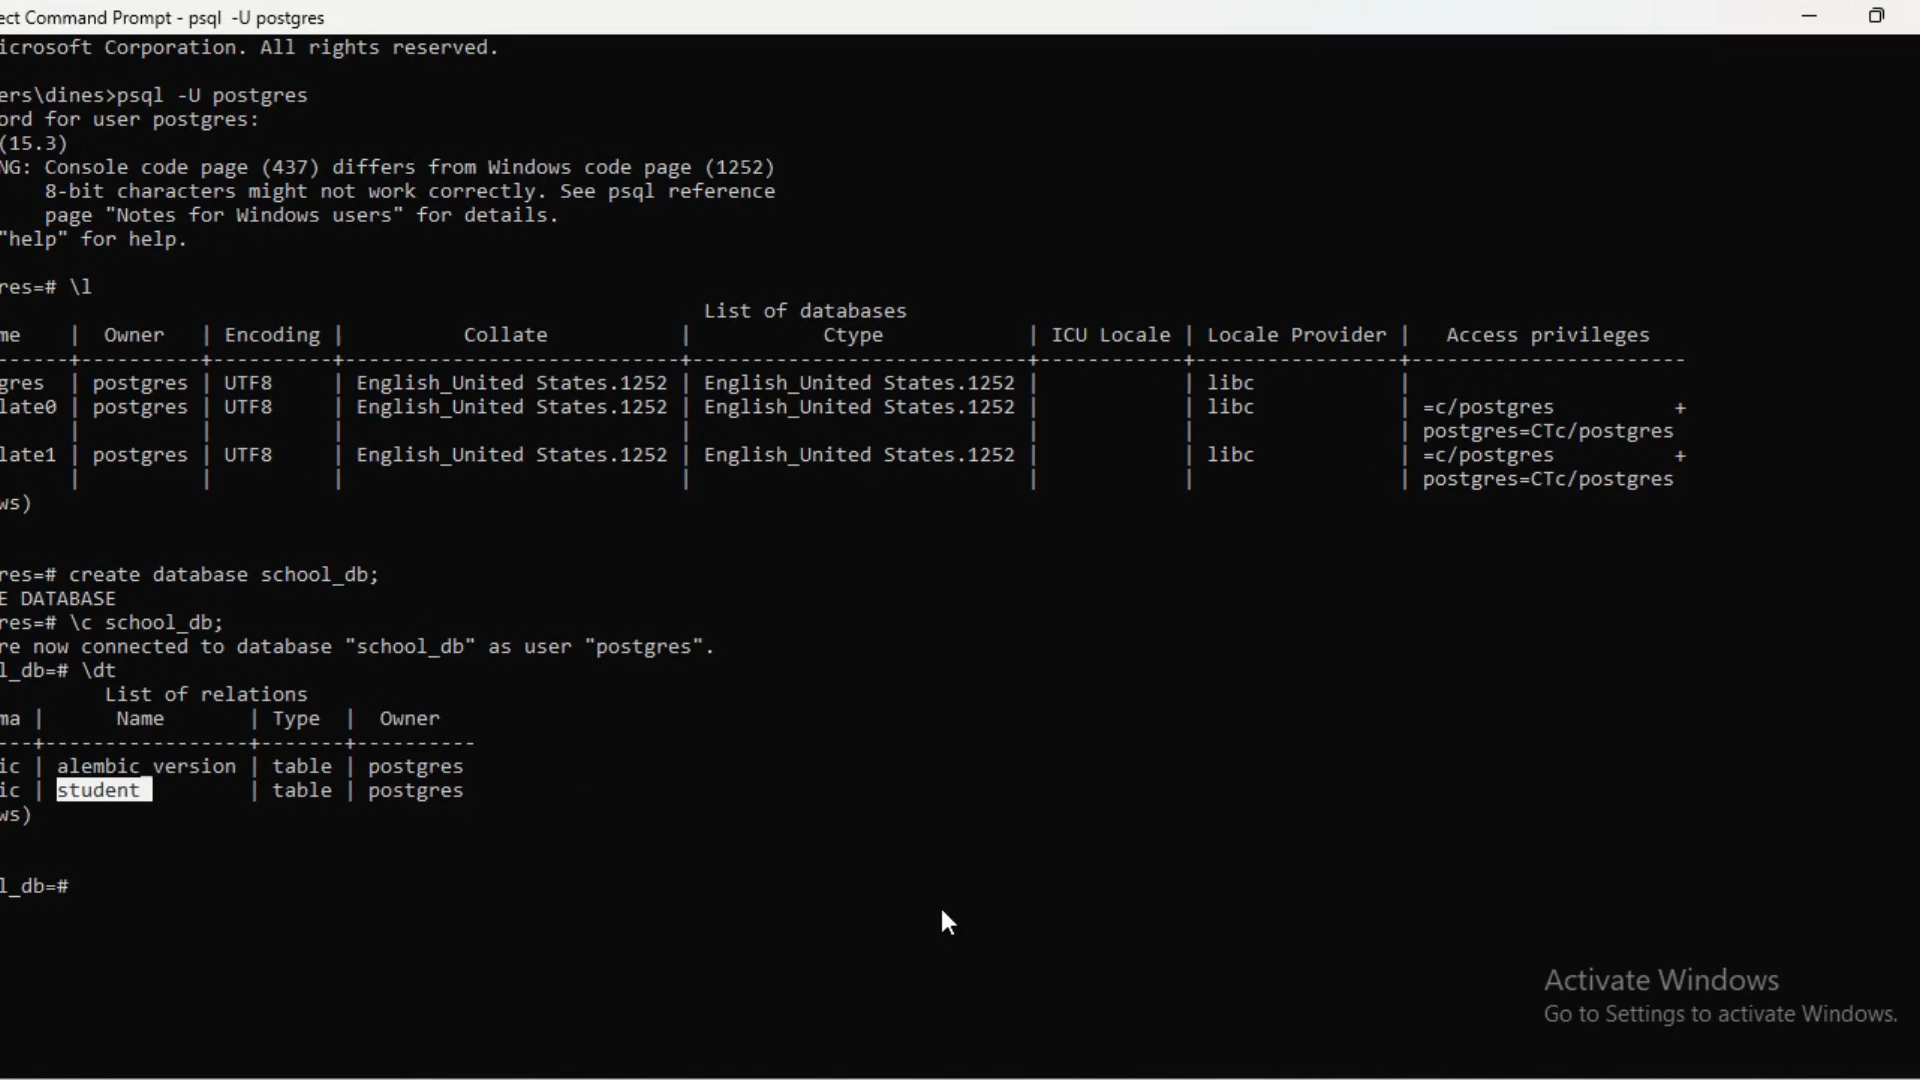 ect Command Prompt - psql -U postgres
icrosoft Corporation. All rights reserved.
ers\dines>psql -U postgres
ord for user postgres:
(15.3)
NG: Console code page (437) differs from Windows code page (1252)
8-bit characters might not work correctly. See psql reference
page "Notes for Windows users" for details.
"help" for help.
res=# \l
List of databases
me | Owner | Encoding | Collate | Ctype | ICU Locale | Locale Provider | Access privileges
------+----------+----------+----------------------------+----------------------------+------------+-----------------+-----------------------
gres | postgres | UTF8 | English_United States.1252 | English_United States.1252 | | libc |
late0 | postgres | UTF8 | English_United States.1252 | English_United States.1252 | | libc | =c/postgres +
| | | | | | | postgres=CTc/postgres
late1 | postgres | UTF8 | English_United States.1252 | English_United States.1252 | | libc | =c/postgres +
| | | | | | | postgres=CTc/postgres
ws)
res=# create database school_db;
E DATABASE
res=# \c school_db;
re now connected to database "school_db" as user "postgres".
l_db=# \dt
List of relations
ma | Name | Type | Owner
---+-----------------+-------+----------
ic | alembic_version | table | postgres
ic | student | table | postgres
ws)
l_db=#
Activate Windows
Go to Settings to activate Windows.